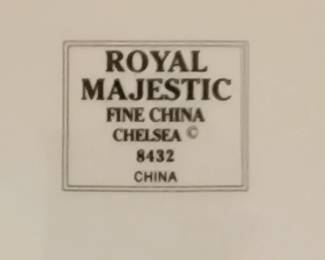 ROYAL
MAJESTIC
FINE CHINA
CHELSEA ©
8432
CHINA